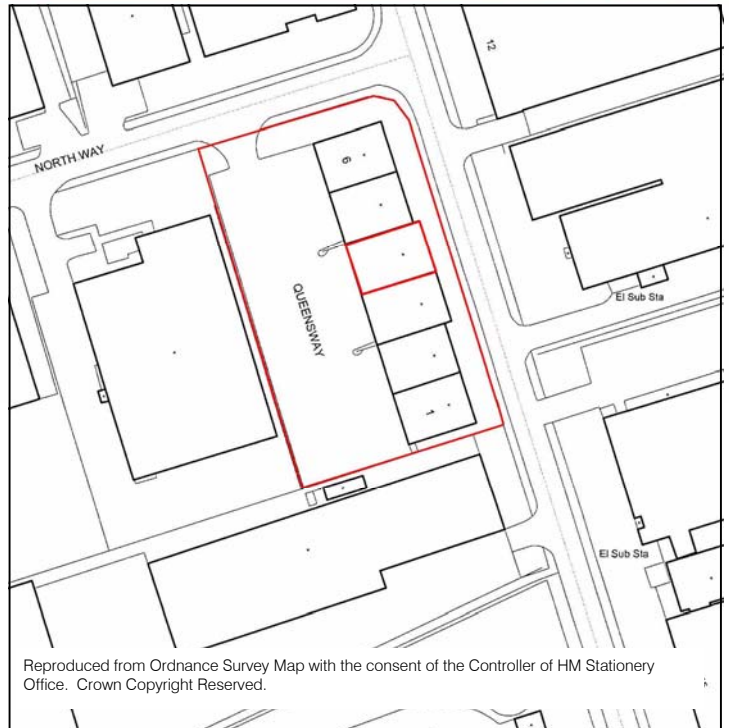 12
NORTH WAY
6
El Sub Sta
QUEENSWAY
1
El Sub Sta
Reproduced from Ordnance Survey Map with the consent of the Controller of HM Stationery
Office. Crown Copyright Reserved.